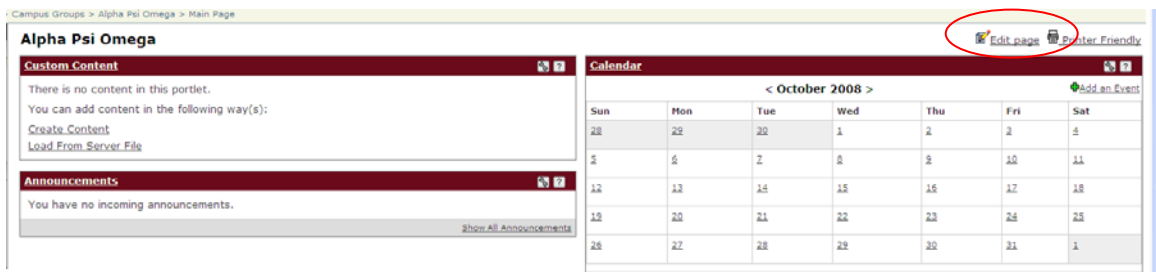 Campus Groups > Alpha Psi Omega > Main Page
Alpha Psi Omega
Edit page Printer Friendly
Custom Content ?
There is no content in this portlet.
You can add content in the following way(s):
Create Content
Load From Server File
Announcements ?
You have no incoming announcements.
Show All Announcements
Calendar ?
< October 2008 >
Add an Event
Sun Mon Tue Wed Thu Fri Sat
28 29 30 1 2 3 4
5 6 7 8 9 10 11
12 13 14 15 16 17 18
19 20 21 22 23 24 25
26 27 28 29 30 31 1